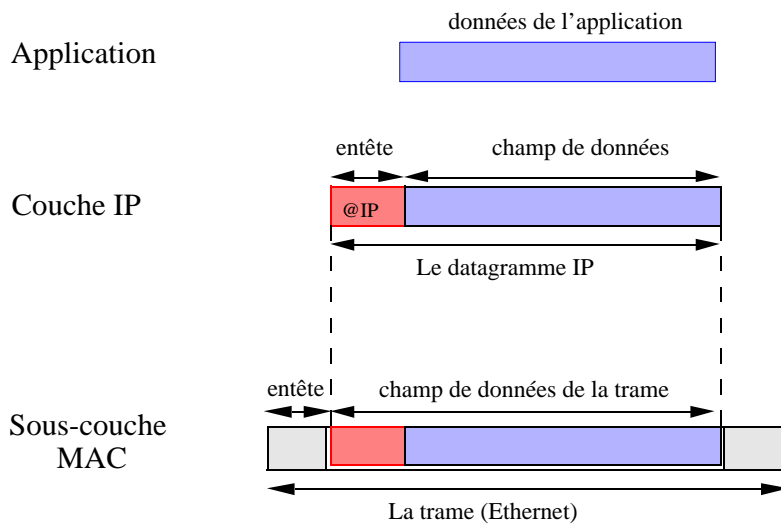 données de l’application
Application
entête
champ de données
Couche IP
@IP
Le datagramme IP
entête
champ de données de la trame
Sous-couche
MAC
La trame (Ethernet)